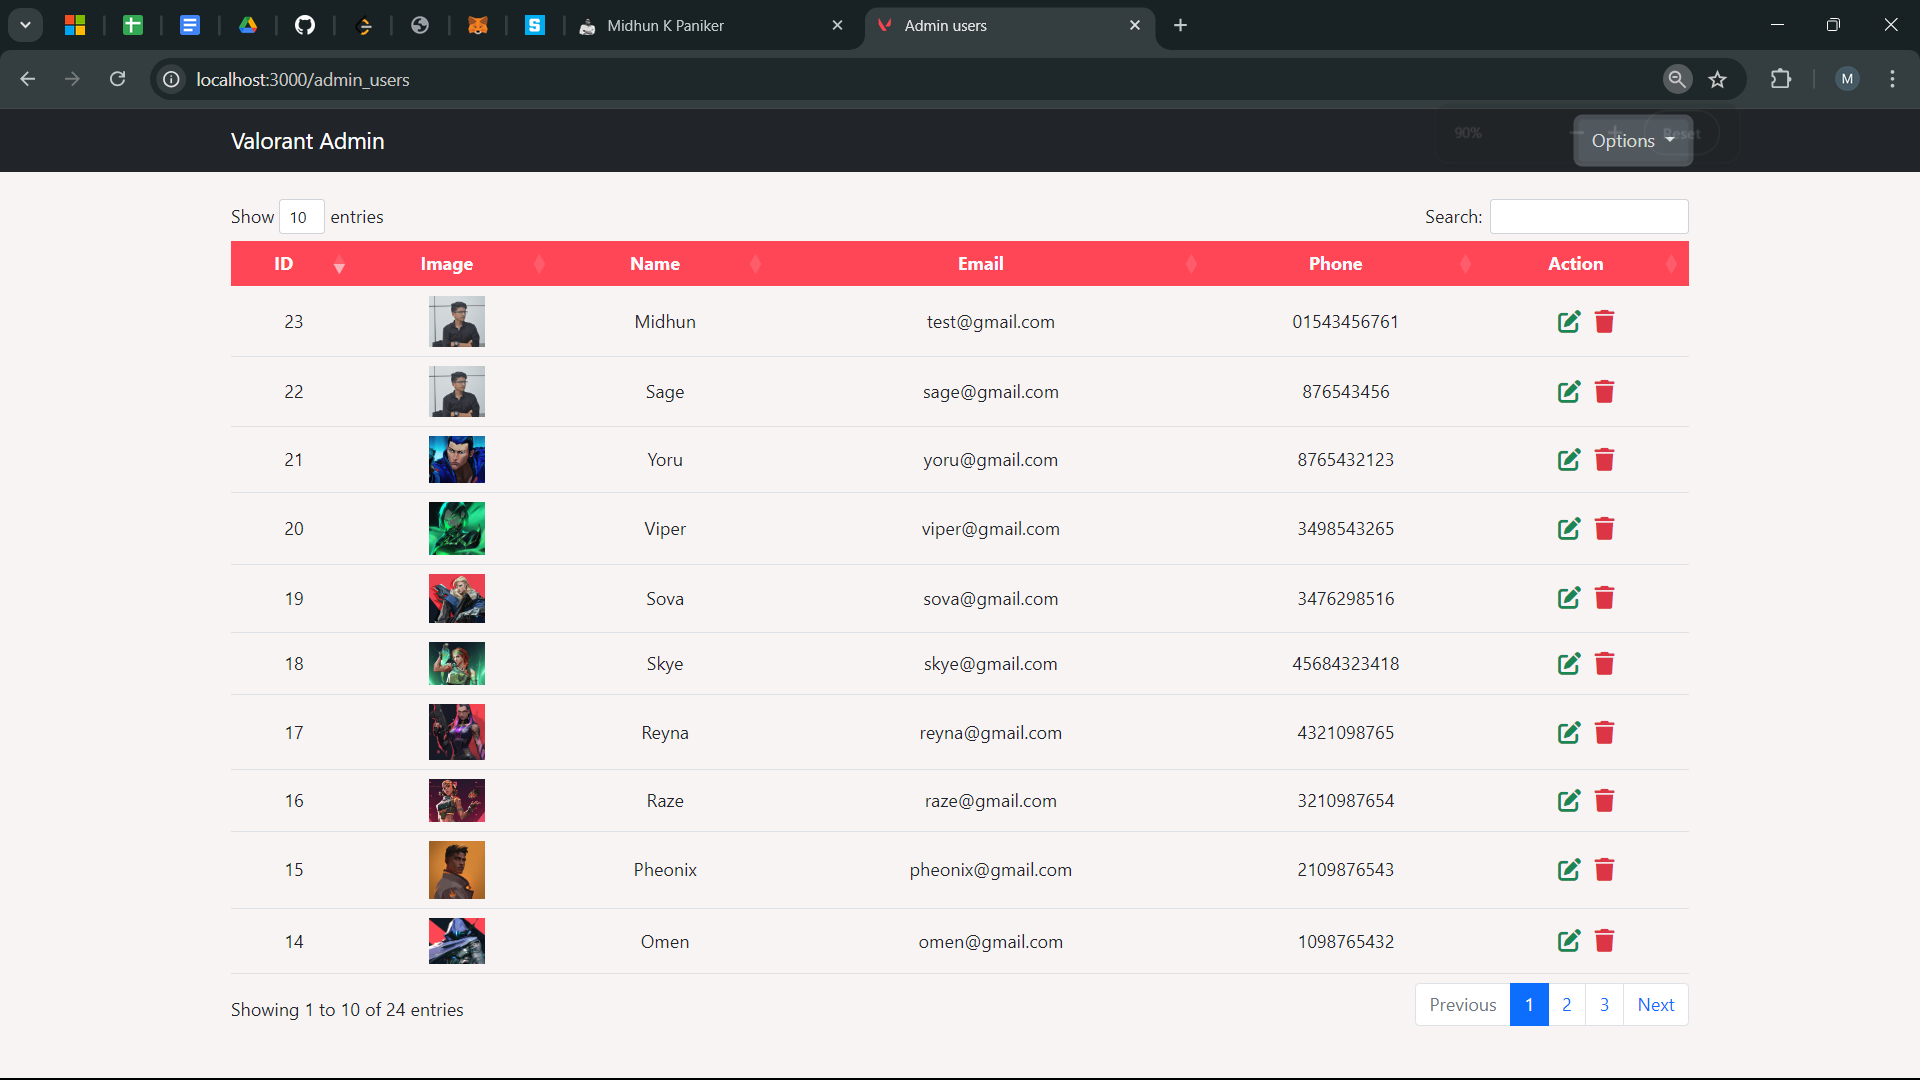 Midhun K Paniker
Admin users
localhost:3000/admin_users
M
Valorant Admin
90%
Reset
Options
Show 10 entries
Search:
ID Image Name Email Phone Action
23 Midhun test@gmail.com 01543456761
22 Sage sage@gmail.com 876543456
21 Yoru yoru@gmail.com 8765432123
20 Viper viper@gmail.com 3498543265
19 Sova sova@gmail.com 3476298516
18 Skye skye@gmail.com 45684323418
17 Reyna reyna@gmail.com 4321098765
16 Raze raze@gmail.com 3210987654
15 Pheonix pheonix@gmail.com 2109876543
14 Omen omen@gmail.com 1098765432
Showing 1 to 10 of 24 entries
Previous 1 2 3 Next